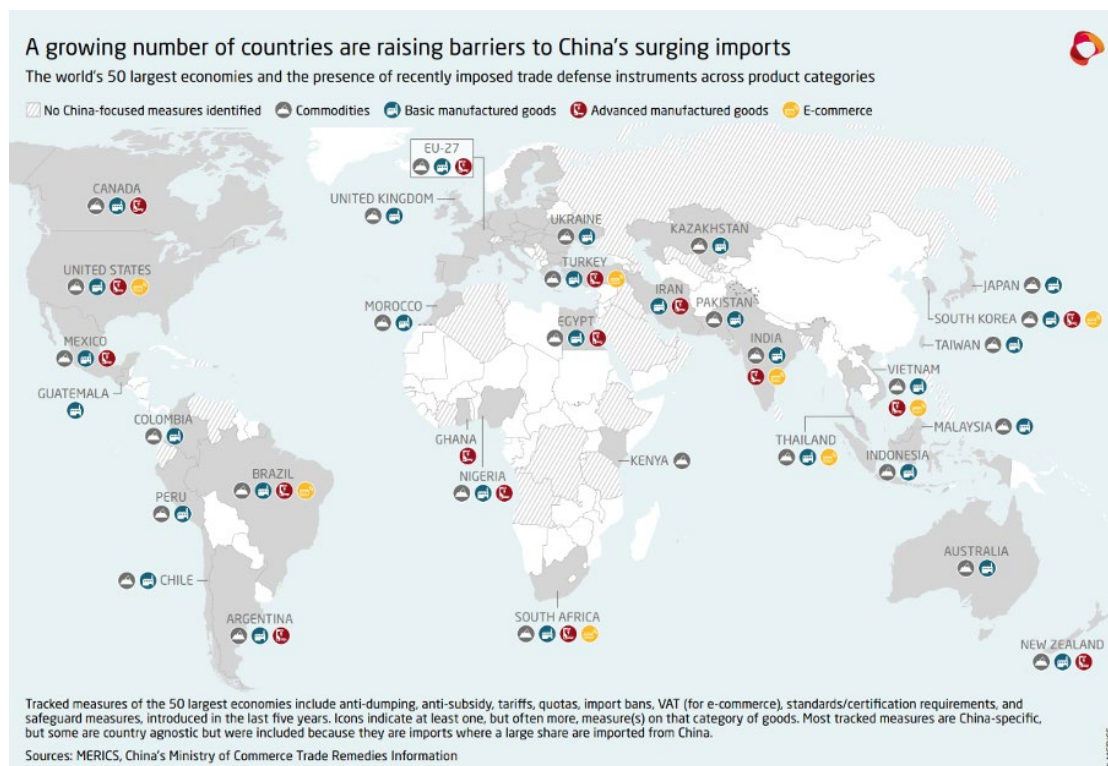 A growing number of countries are raising barriers to China's surging imports
The world's 50 largest economies and the presence of recently imposed trade defense instruments across product categories
No China-focused measures identified
Commodities
Basic manufactured goods
Advanced manufactured goods
E-commerce
EU-27
CANADA
UNITED KINGDOM
UKRAINE
KAZAKHSTAN
UNITED STATES
TURKEY
JAPAN
IRAN
MOROCCO
PAKISTAN
SOUTH KOREA
EGYPT
INDIA
TAIWAN
MEXICO
VIETNAM
GUATEMALA
COLOMBIA
MALAYSIA
GHANA
THAILAND
INDONESIA
KENYA
BRAZIL
NIGERIA
PERU
AUSTRALIA
CHILE
ARGENTINA
SOUTH AFRICA
NEW ZEALAND
Tracked measures of the 50 largest economies include anti-dumping, anti-subsidy, tariffs, quotas, import bans, VAT (for e-commerce), standards/certification requirements, and
safeguard measures, introduced in the last five years. Icons indicate at least one, but often more, measure(s) on that category of goods. Most tracked measures are China-specific,
but some are country agnostic but were included because they are imports where a large share are imported from China.
Sources: MERICS, China's Ministry of Commerce Trade Remedies Information